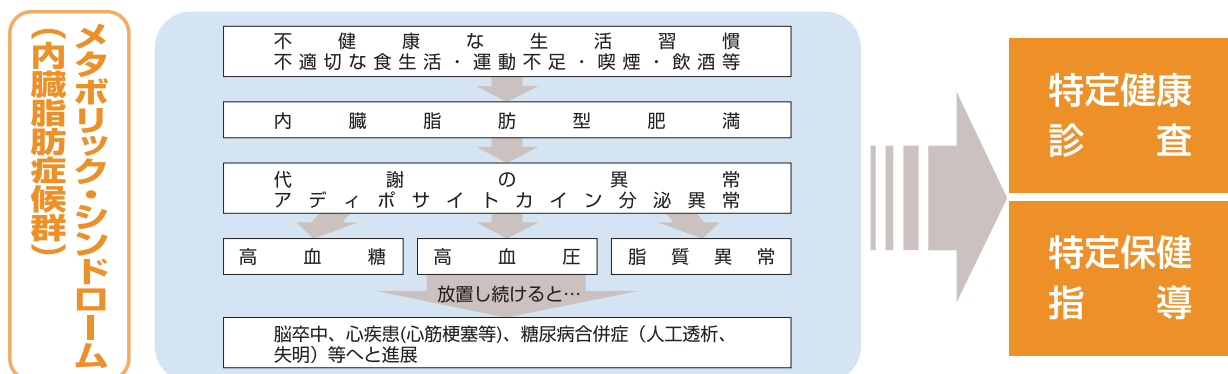 メタボリック・シンドローム
(内臓脂肪症候群)
不健康な生活習慣
不適切な食生活・運動不足・喫煙・飲酒等
内臓脂肪型肥満
代謝の異常
アディポサイトカイン分泌異常
高血糖
高血圧
脂質異常
放置し続けると…
脳卒中、心疾患(心筋梗塞等)、糖尿病合併症（人工透析、
失明）等へと進展
特定健康
診査
特定保健
指導